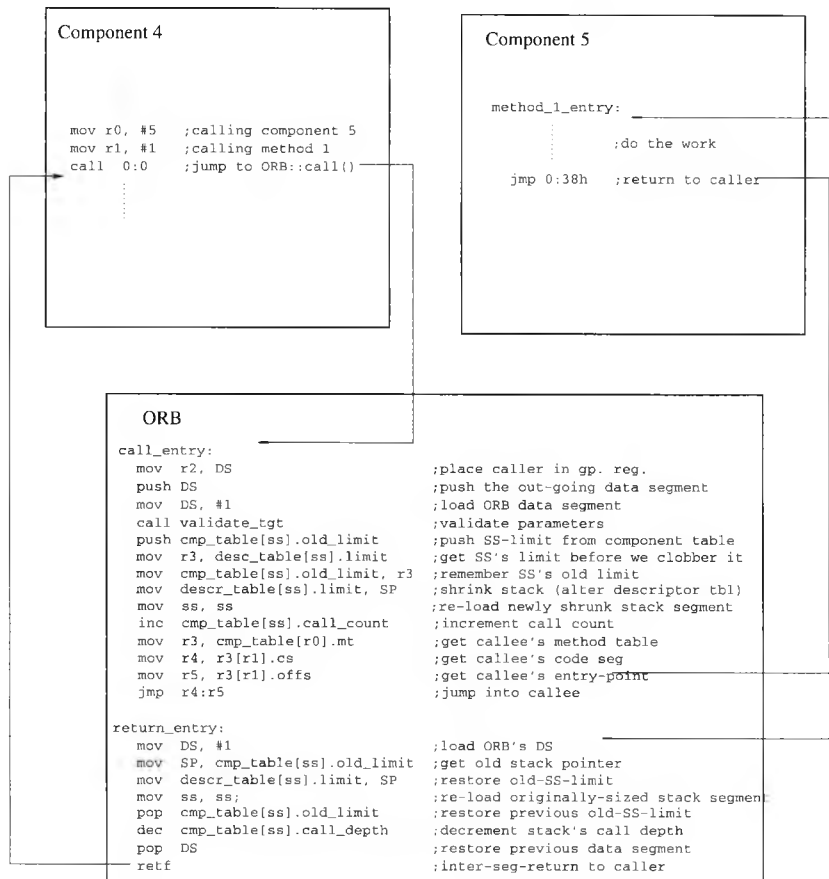 Component 4
mov r0, #5 ;calling component 5
mov r1, #1 ;calling method 1
call 0:0 ;jump to ORB::call()
Component 5
method_1_entry:
;do the work
jmp 0:38h ;return to caller
ORB
call_entry:
mov r2, DS ;place caller in gp. reg.
push DS ;push the out-going data segment
mov DS, #1 ;load ORB data segment
call validate_tgt ;validate parameters
push cmp_table[ss].old_limit ;push SS-limit from component table
mov r3, desc_table[ss].limit ;get SS's limit before we clobber it
mov cmp_table[ss].old_limit, r3 ;remember SS's old limit
mov descr_table[ss].limit, SP ;shrink stack (alter descriptor tbl)
mov ss, ss ;re-load newly shrunk stack segment
inc cmp_table[ss].call_count ;increment call count
mov r3, cmp_table[r0].mt ;get callee's method table
mov r4, r3[r1].cs ;get callee's code seg
mov r5, r3[r1].offs ;get callee's entry-point
jmp r4:r5 ;jump into callee
return_entry:
mov DS, #1 ;load ORB's DS
mov SP, cmp_table[ss].old_limit ;get old stack pointer
mov descr_table[ss].limit, SP ;restore old-SS-limit
mov ss, ss; ;re-load originally-sized stack segment
pop cmp_table[ss].old_limit ;restore previous old-SS-limit
dec cmp_table[ss].call_depth ;decrement stack's call depth
pop DS ;restore previous data segment
retf ;inter-seg-return to caller